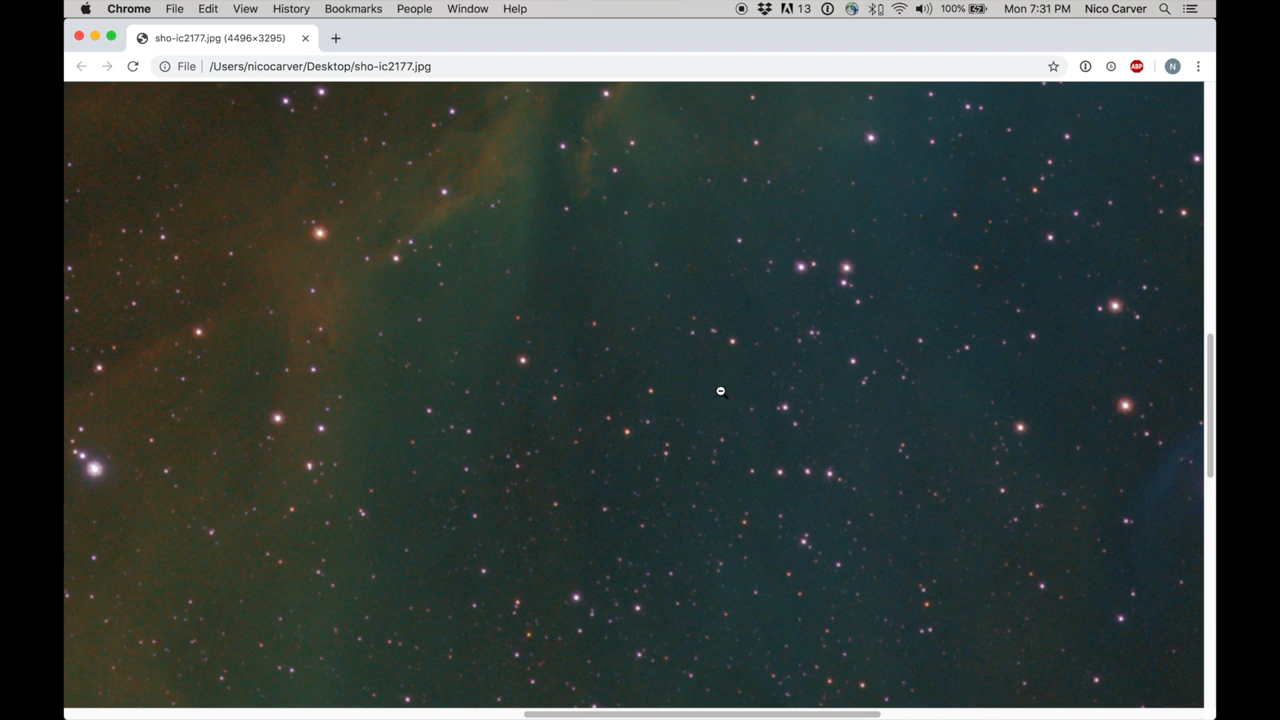 Chrome File Edit View History Bookmarks People Window Help 13 100% Mon 7:31 PM Nico Carver
sho-ic2177.jpg (4496×3295)
File /Users/nicocarver/Desktop/sho-ic2177.jpg ABP N